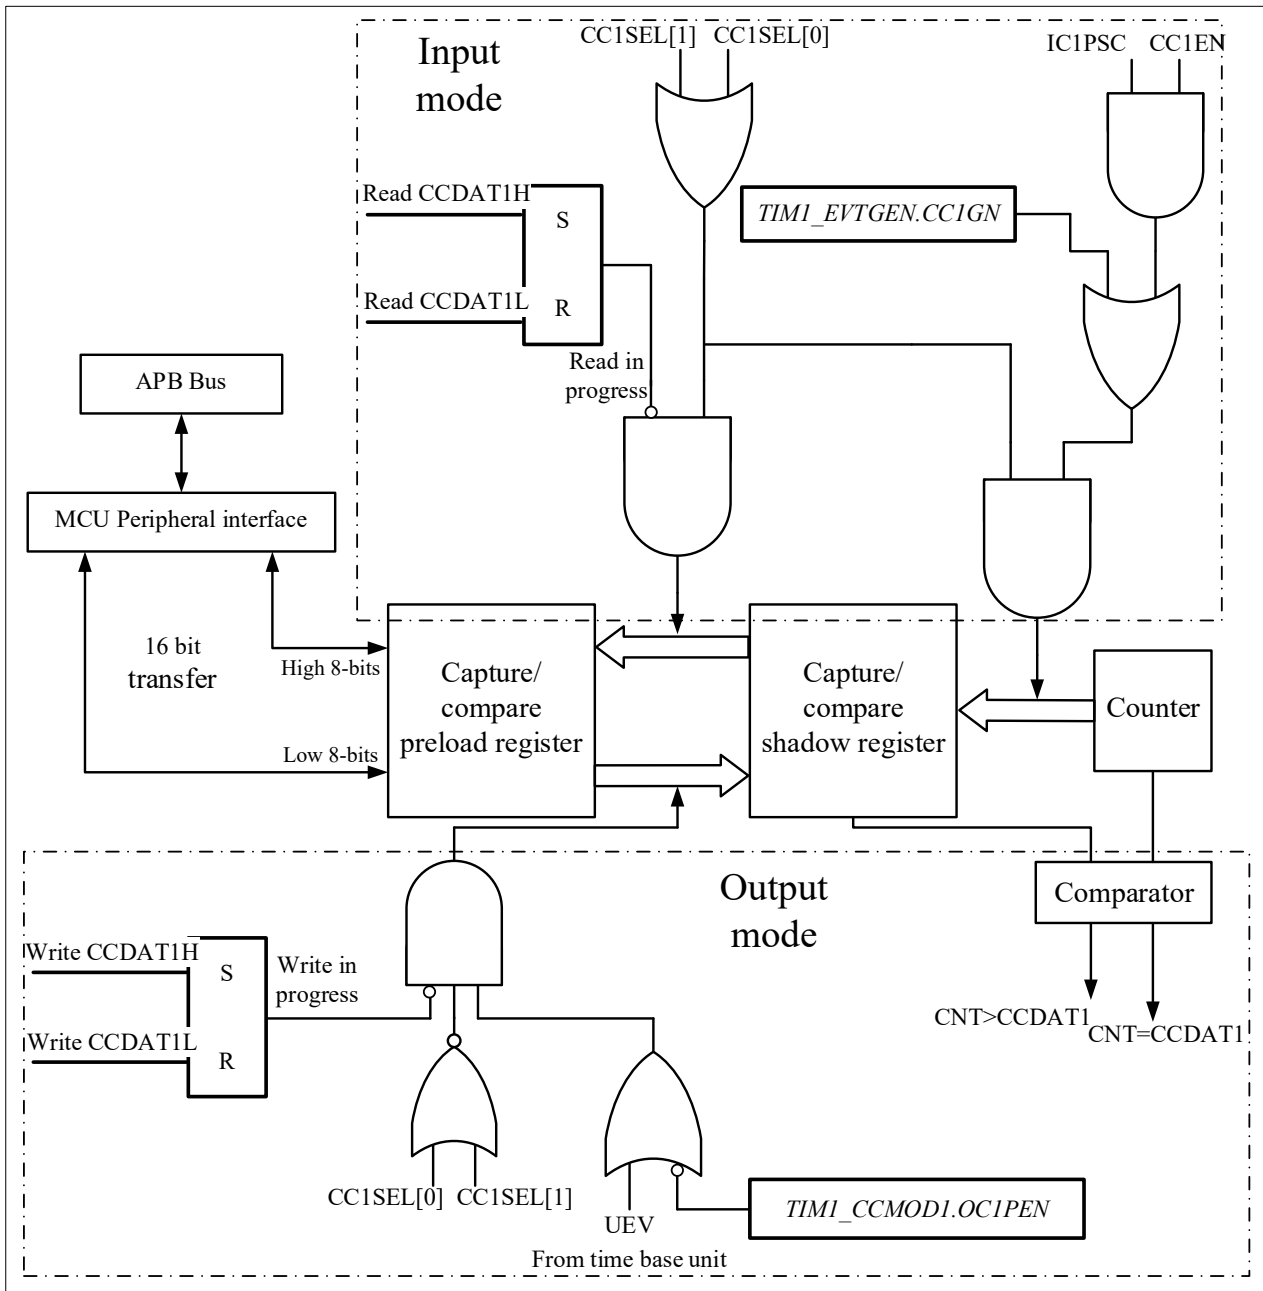 Input
mode
CC1SEL[1] CC1SEL[0]
IC1PSC CC1EN
Read CCDAT1H
S
TIM1_EVTGEN.CC1GN
Read CCDAT1L
R
Read in
progress
APB Bus
MCU Peripheral interface
16 bit
transfer
High 8-bits
Low 8-bits
Capture/
compare
preload register
Capture/
compare
shadow register
Counter
Output
mode
Comparator
Write CCDAT1H
S
Write in
progress
Write CCDAT1L
R
CNT>CCDAT1
CNT=CCDAT1
CC1SEL[0] CC1SEL[1]
UEV
TIM1_CCMOD1.OC1PEN
From time base unit